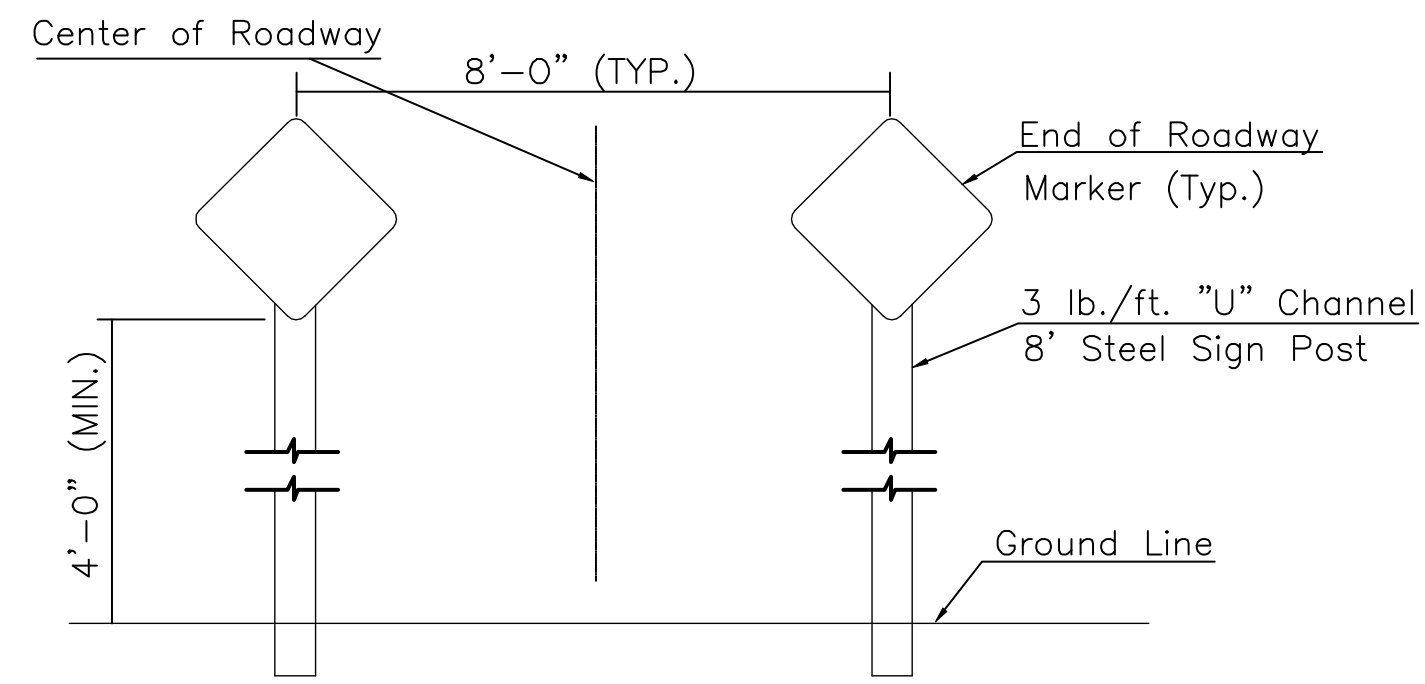 Center of Roadway
8'-0" (TYP.)
End of Roadway
Marker (Typ.)
3 lb./ft. "U" Channel
8' Steel Sign Post
4'-0" (MIN.)
Ground Line